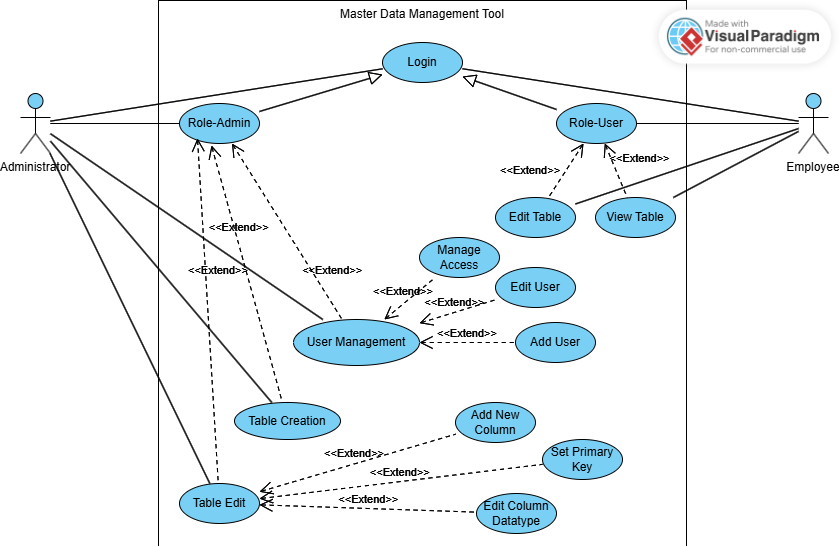 Master Data Management Tool
Made with
VisualParadigm
For non-commercial use
Login
Role-Admin
Role-User
Administrator
Employee
<<Extend>>
<<Extend>>
Edit Table
View Table
<<Extend>>
Manage
Access
<<Extend>>
<<Extend>>
Edit User
<<Extend>>
<<Extend>>
<<Extend>>
User Management
Add User
Table Creation
Add New
Column
<<Extend>>
Set Primary
Key
<<Extend>>
Table Edit
<<Extend>>
Edit Column
Datatype